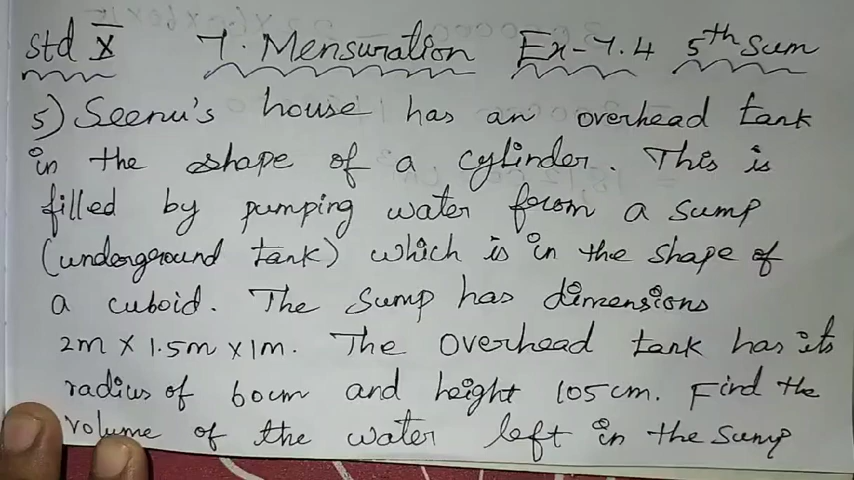 Std X 7. Mensuration Ex-7.4 5th Sum
5) Seenu's house has an overhead tank
in the shape of a cylinder. This is
filled by pumping water from a sump
(underground tank) which is in the shape of
a cuboid. The sump has dimensions
2m X 1.5m X 1m. The overhead tank has its
radius of 60cm and height 105cm. Find the
volume of the water left in the sump